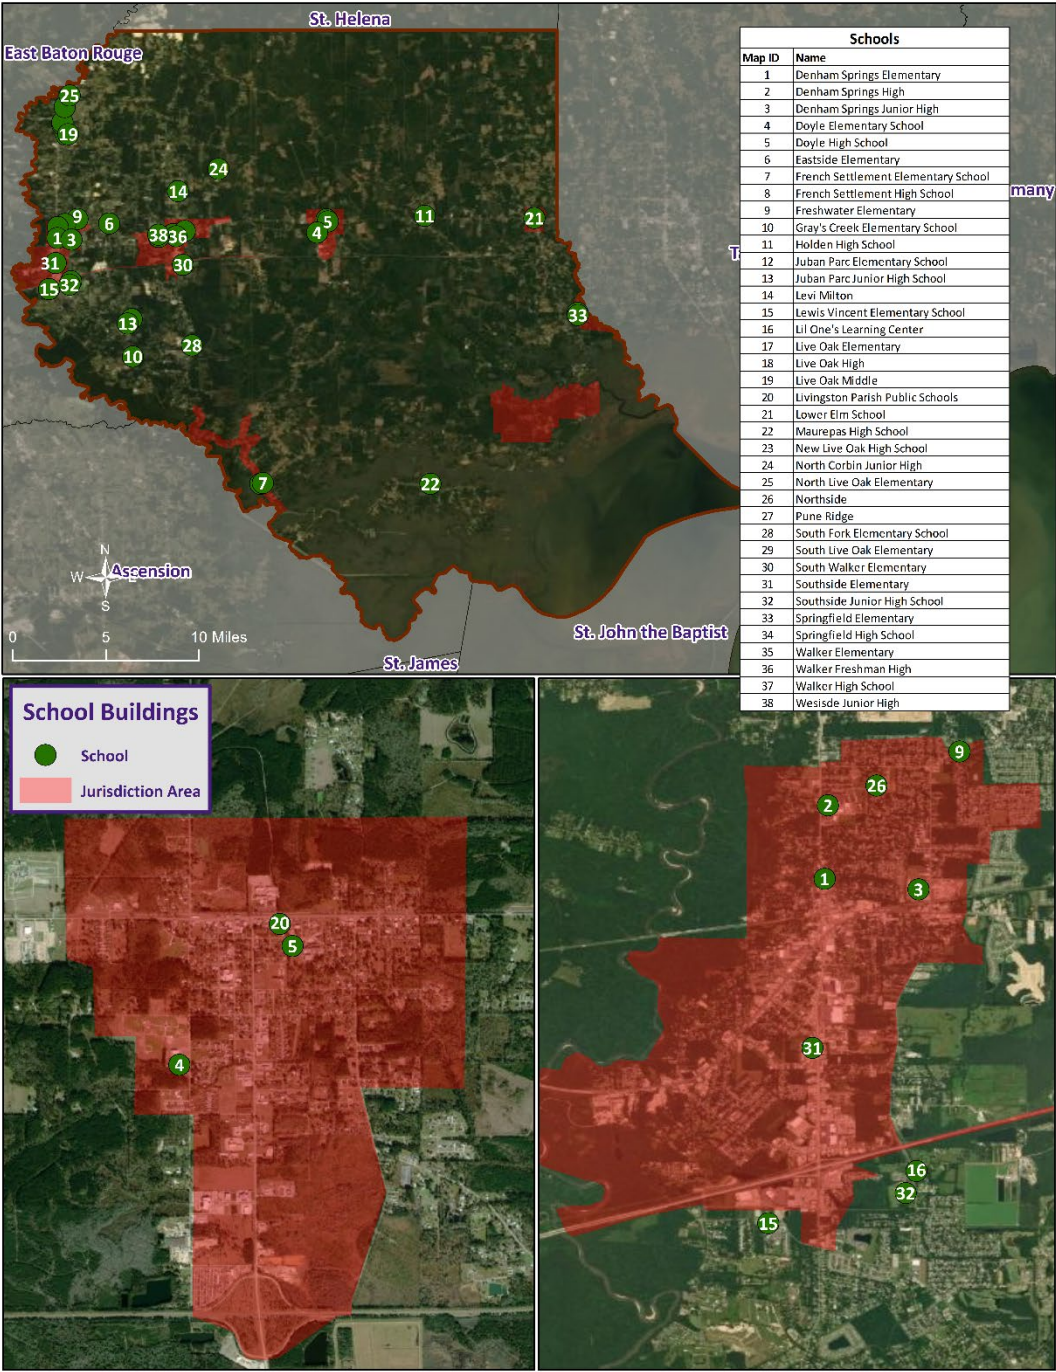 St. Helena
East Baton Rouge
many
T
Ascension
St. John the Baptist
St. James
N
W
E
S
0 5 10 Miles
25
19
24
14
9
6
1
3
38
36
5
4
11
21
31
30
15
32
33
13
28
10
7
22
Schools
Map ID Name
1 Denham Springs Elementary
2 Denham Springs High
3 Denham Springs Junior High
4 Doyle Elementary School
5 Doyle High School
6 Eastside Elementary
7 French Settlement Elementary School
8 French Settlement High School
9 Freshwater Elementary
10 Gray's Creek Elementary School
11 Holden High School
12 Juban Parc Elementary School
13 Juban Parc Junior High School
14 Levi Milton
15 Lewis Vincent Elementary School
16 Lil One's Learning Center
17 Live Oak Elementary
18 Live Oak High
19 Live Oak Middle
20 Livingston Parish Public Schools
21 Lower Elm School
22 Maurepas High School
23 New Live Oak High School
24 North Corbin Junior High
25 North Live Oak Elementary
26 Northside
27 Pune Ridge
28 South Fork Elementary School
29 South Live Oak Elementary
30 South Walker Elementary
31 Southside Elementary
32 Southside Junior High School
33 Springfield Elementary
34 Springfield High School
35 Walker Elementary
36 Walker Freshman High
37 Walker High School
38 Wesisde Junior High
School Buildings
School
Jurisdiction Area
20
5
4
9
26
2
1
3
31
16
32
15